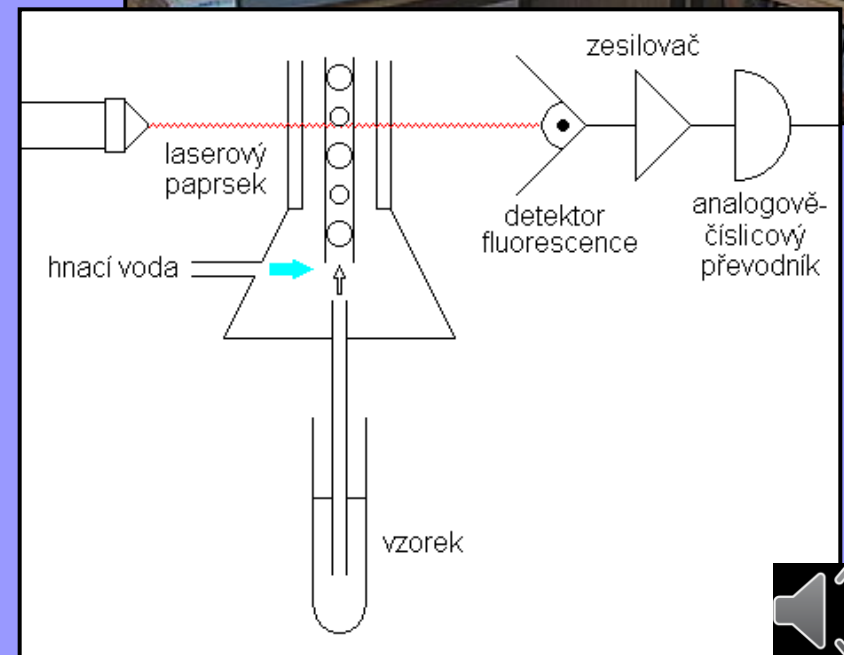 zesilovač
laserový
paprsek
detektor
fluorescence
analogově-
číslicový
převodník
hnací voda
vzorek